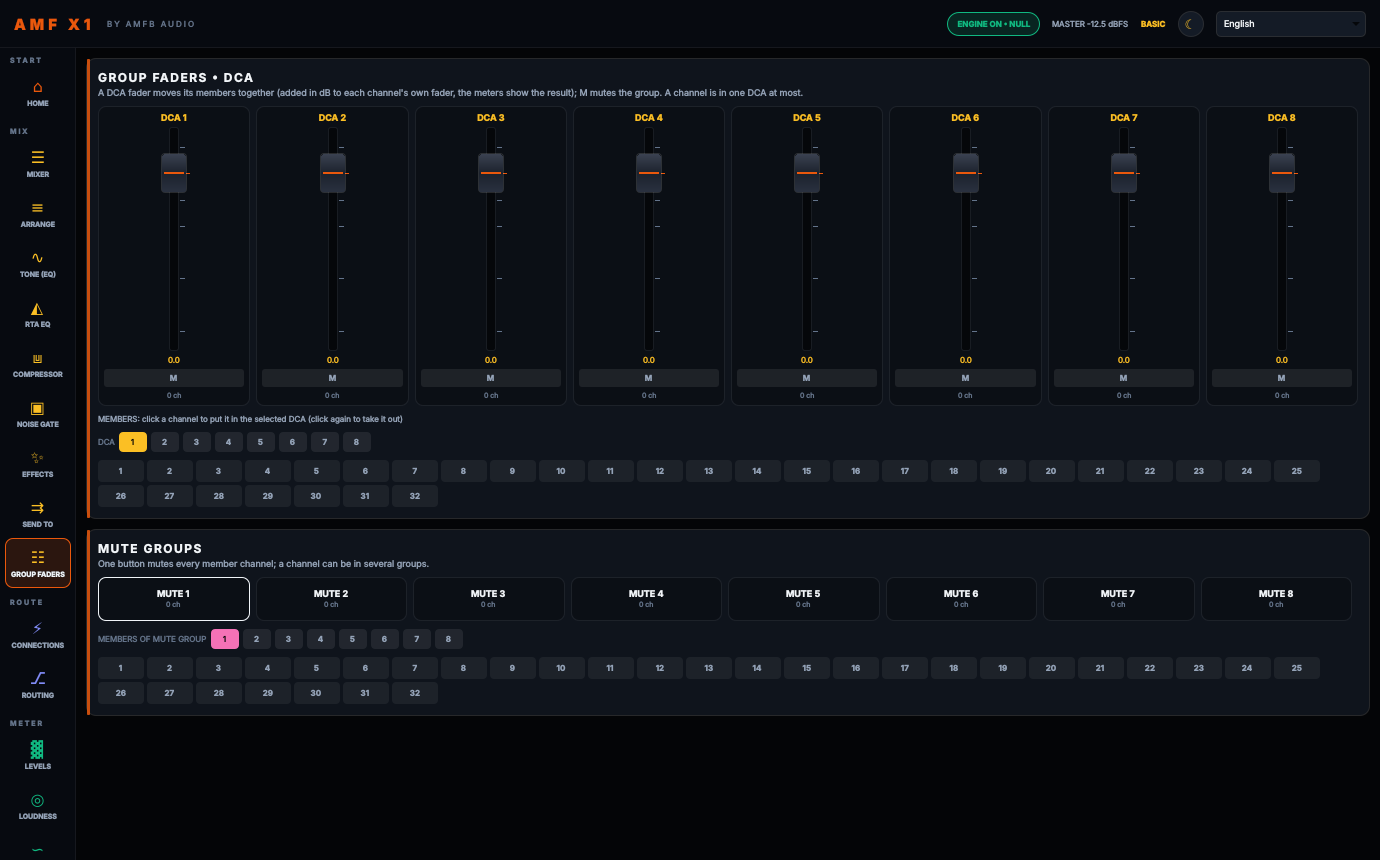 AMF X1 BY AMFB AUDIO
ENGINE ON • NULL MASTER -12.5 dBFS BASIC English
START
HOME
MIX
MIXER
ARRANGE
TONE (EQ)
RTA EQ
COMPRESSOR
NOISE GATE
EFFECTS
SEND TO
GROUP FADERS
ROUTE
CONNECTIONS
ROUTING
METER
LEVELS
LOUDNESS
GROUP FADERS • DCA
A DCA fader moves its members together (added in dB to each channel's own fader, the meters show the result); M mutes the group. A channel is in one DCA at most.
DCA 1 DCA 2 DCA 3 DCA 4 DCA 5 DCA 6 DCA 7 DCA 8
0.0 0.0 0.0 0.0 0.0 0.0 0.0 0.0
M M M M M M M M
0 ch 0 ch 0 ch 0 ch 0 ch 0 ch 0 ch 0 ch
MEMBERS: click a channel to put it in the selected DCA (click again to take it out)
DCA 1 2 3 4 5 6 7 8
1 2 3 4 5 6 7 8 9 10 11 12 13 14 15 16 17 18 19 20 21 22 23 24 25
26 27 28 29 30 31 32
MUTE GROUPS
One button mutes every member channel; a channel can be in several groups.
MUTE 1 MUTE 2 MUTE 3 MUTE 4 MUTE 5 MUTE 6 MUTE 7 MUTE 8
0 ch 0 ch 0 ch 0 ch 0 ch 0 ch 0 ch 0 ch
MEMBERS OF MUTE GROUP 1 2 3 4 5 6 7 8
1 2 3 4 5 6 7 8 9 10 11 12 13 14 15 16 17 18 19 20 21 22 23 24 25
26 27 28 29 30 31 32